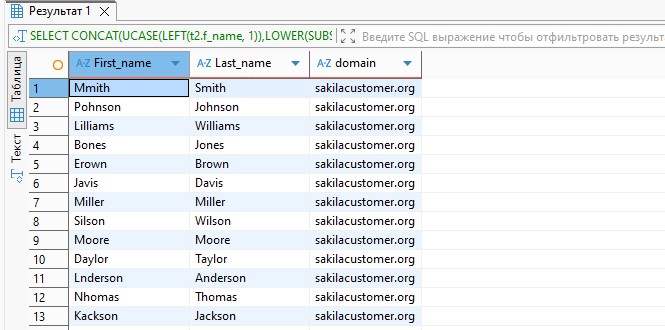 Результат 1
SELECT CONCAT(UCASE(LEFT(t2.f_name, 1)),LOWER(SUBS Введите SQL выражение чтобы отфильтровать результа
Таблица
Текст
First_name Last_name domain
1 Mmith Smith sakilacustomer.org
2 Pohnson Johnson sakilacustomer.org
3 Lilliams Williams sakilacustomer.org
4 Bones Jones sakilacustomer.org
5 Erown Brown sakilacustomer.org
6 Javis Davis sakilacustomer.org
7 Miller Miller sakilacustomer.org
8 Silson Wilson sakilacustomer.org
9 Moore Moore sakilacustomer.org
10 Daylor Taylor sakilacustomer.org
11 Lnderson Anderson sakilacustomer.org
12 Nhomas Thomas sakilacustomer.org
13 Kackson Jackson sakilacustomer.org